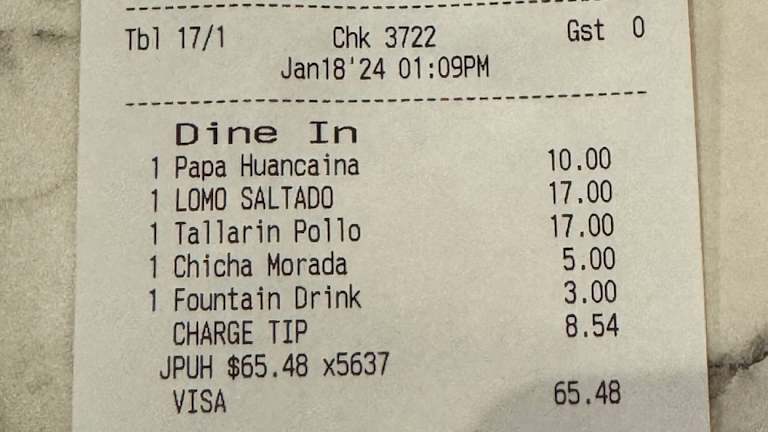 Tbl 17/1 Chk 3722 Gst 0
Jan18'24 01:09PM
Dine In
1 Papa Huancaina 10.00
1 LOMO SALTADO 17.00
1 Tallarin Pollo 17.00
1 Chicha Morada 5.00
1 Fountain Drink 3.00
CHARGE TIP 8.54
JPUH $65.48 x5637
VISA 65.48